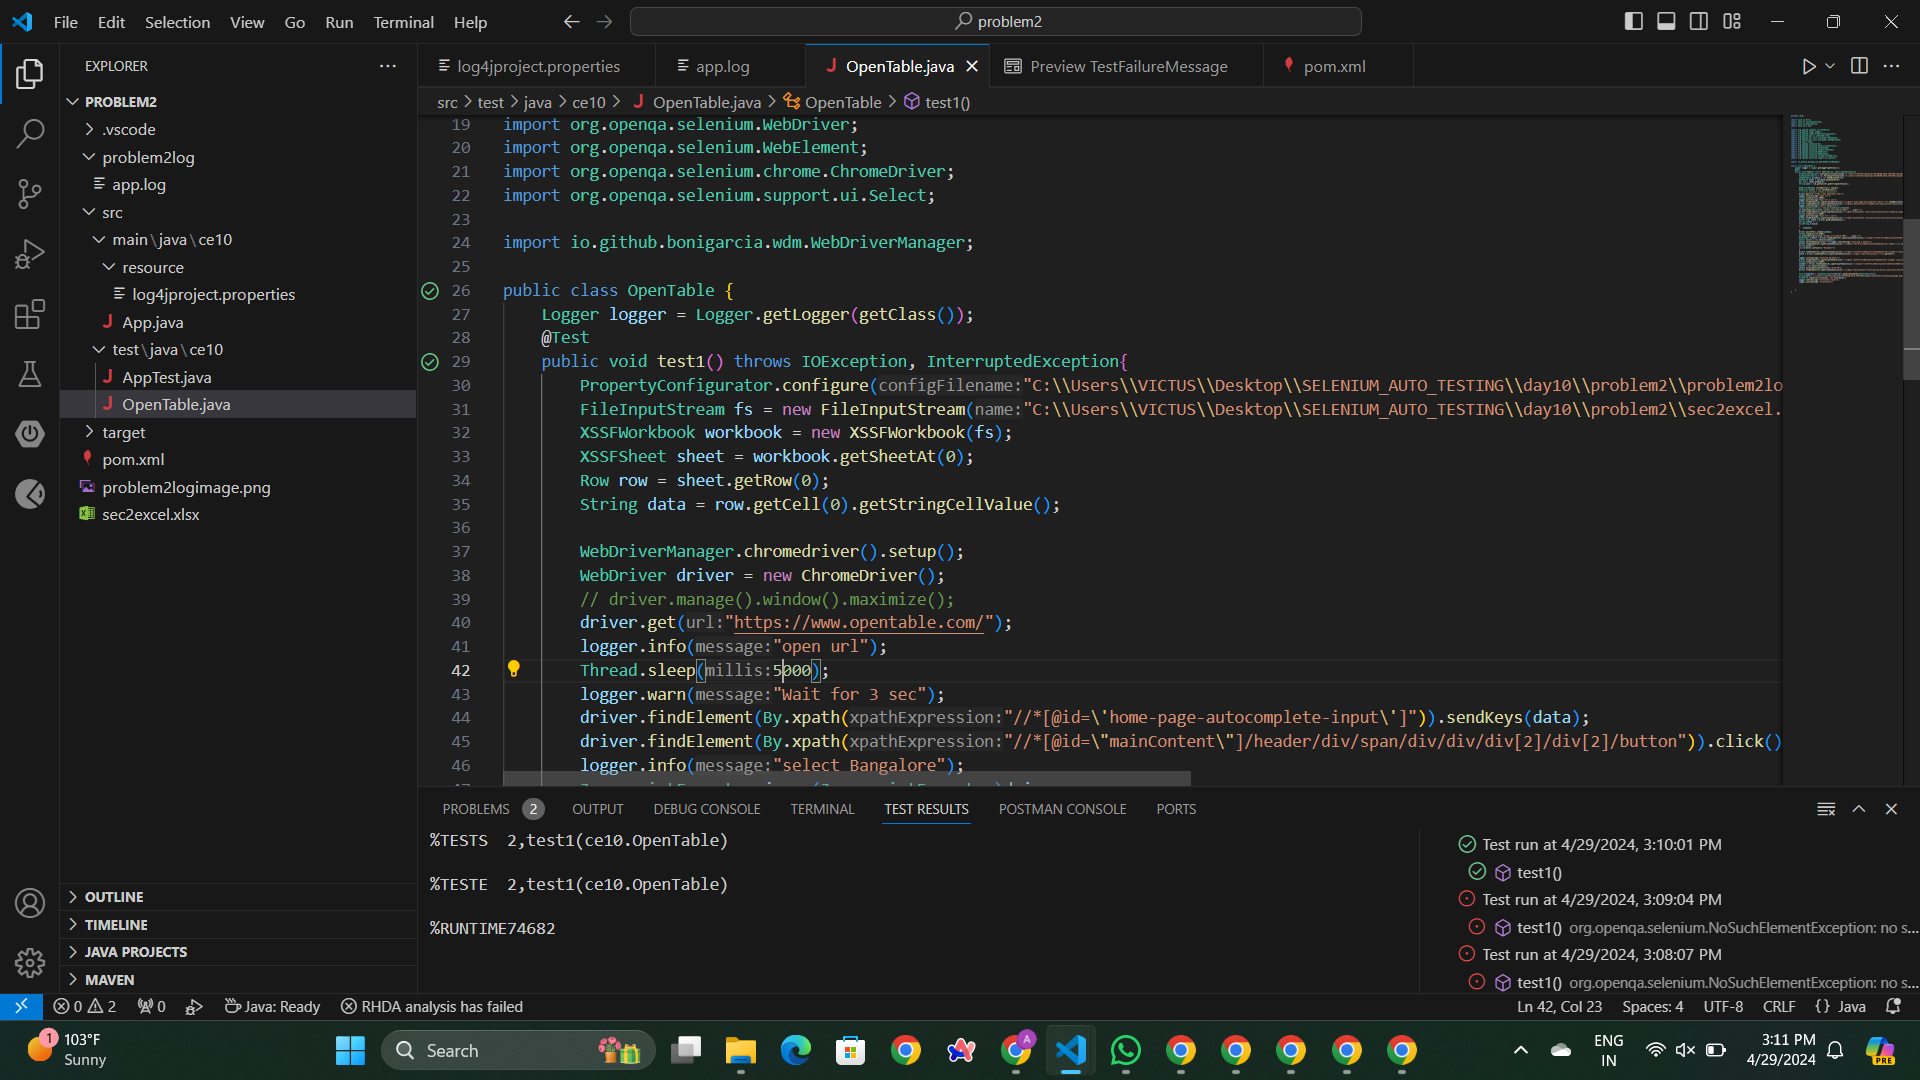 File Edit Selection View Go Run Terminal Help
problem2
EXPLORER
PROBLEM2
.vscode
problem2log
app.log
src
main\java\ce10
resource
log4jproject.properties
App.java
test\java\ce10
AppTest.java
OpenTable.java
target
pom.xml
problem2logimage.png
sec2excel.xlsx
OUTLINE
TIMELINE
JAVA PROJECTS
MAVEN
log4jproject.properties app.log OpenTable.java Preview TestFailureMessage pom.xml
src > test > java > ce10 > OpenTable.java > OpenTable > test1()
19 import org.openqa.selenium.WebDriver;
20 import org.openqa.selenium.WebElement;
21 import org.openqa.selenium.chrome.ChromeDriver;
22 import org.openqa.selenium.support.ui.Select;
23
24 import io.github.bonigarcia.wdm.WebDriverManager;
25
26 public class OpenTable {
27 Logger logger = Logger.getLogger(getClass());
28 @Test
29 public void test1() throws IOException, InterruptedException{
30 PropertyConfigurator.configure(configFilename:"C:\\Users\\VICTUS\\Desktop\\SELENIUM_AUTO_TESTING\\day10\\problem2\\problem2lo
31 FileInputStream fs = new FileInputStream(name:"C:\\Users\\VICTUS\\Desktop\\SELENIUM_AUTO_TESTING\\day10\\problem2\\sec2excel.
32 XSSFWorkbook workbook = new XSSFWorkbook(fs);
33 XSSFSheet sheet = workbook.getSheetAt(0);
34 Row row = sheet.getRow(0);
35 String data = row.getCell(0).getStringCellValue();
36
37 WebDriverManager.chromedriver().setup();
38 WebDriver driver = new ChromeDriver();
39 // driver.manage().window().maximize();
40 driver.get(url:"https://www.opentable.com/");
41 logger.info(message:"open url");
42 Thread.sleep(millis:5000);
43 logger.warn(message:"Wait for 3 sec");
44 driver.findElement(By.xpath(xpathExpression:"//*[@id=\'home-page-autocomplete-input\']")).sendKeys(data);
45 driver.findElement(By.xpath(xpathExpression:"//*[@id=\"mainContent\"]/header/div/span/div/div/div[2]/div[2]/button")).click()
46 logger.info(message:"select Bangalore");
PROBLEMS 2 OUTPUT DEBUG CONSOLE TERMINAL TEST RESULTS POSTMAN CONSOLE PORTS
%TESTS 2,test1(ce10.OpenTable)
%TESTE 2,test1(ce10.OpenTable)
%RUNTIME74682
Test run at 4/29/2024, 3:10:01 PM
test1()
Test run at 4/29/2024, 3:09:04 PM
test1() org.openqa.selenium.NoSuchElementException: no s...
Test run at 4/29/2024, 3:08:07 PM
test1() org.openqa.selenium.NoSuchElementException: no s...
0 2 0 Java: Ready RHDA analysis has failed
Ln 42, Col 23 Spaces: 4 UTF-8 CRLF {} Java
1 103°F
Sunny
Search
A
ENG
IN
3:11 PM
4/29/2024
PRE